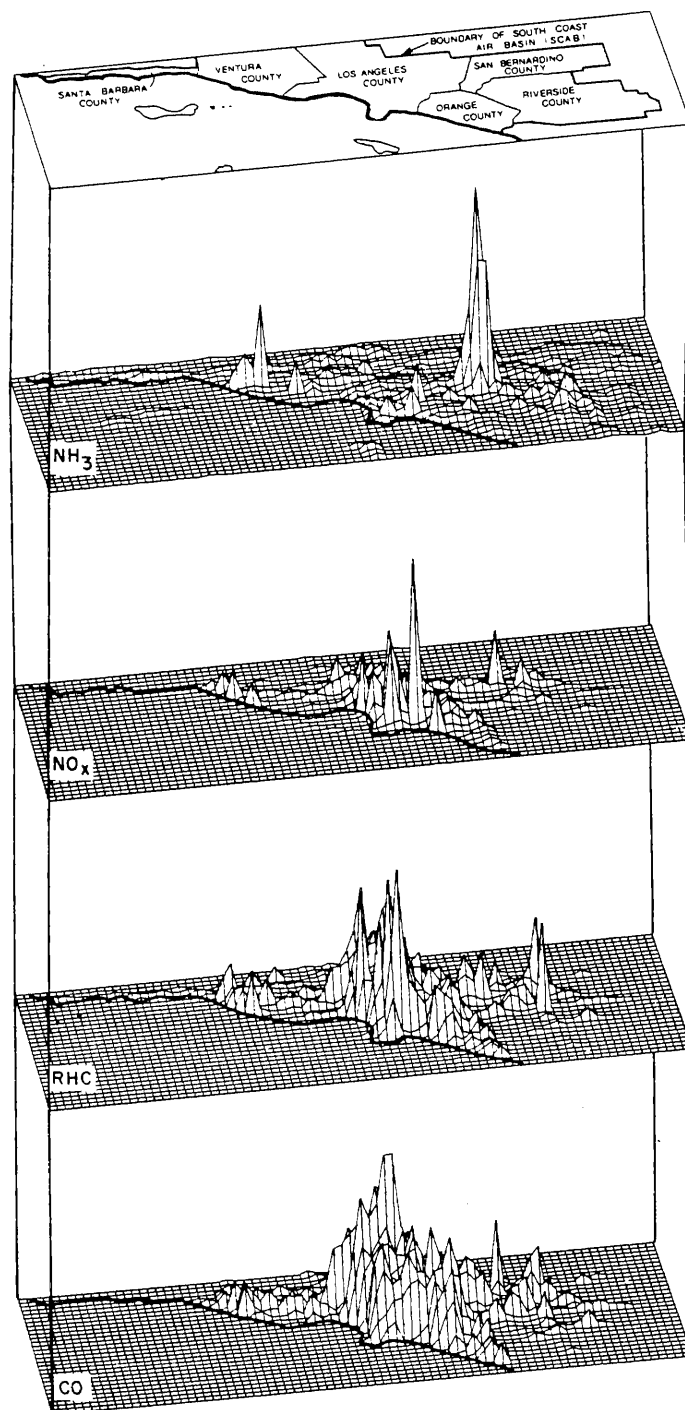 BOUNDARY OF SOUTH COAST
AIR BASIN (SCAB)
VENTURA
COUNTY
LOS ANGELES
COUNTY
SAN BERNARDINO
COUNTY
SANTA BARBARA
COUNTY
ORANGE
COUNTY
RIVERSIDE
COUNTY
NH3
NOx
RHC
CO